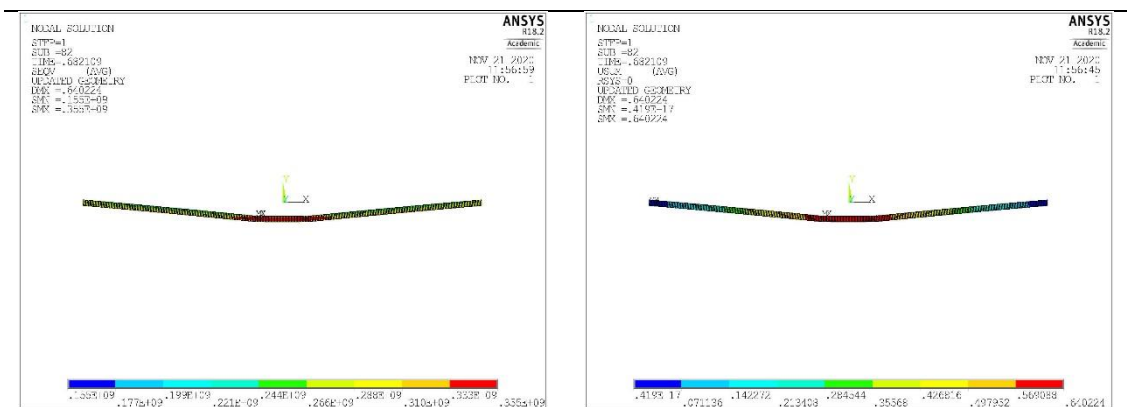 NODAL SOLUTION
STEP=1
SUB =82
TIME=.682109
SEQV (AVG)
UPDATED GEOMETRY
DMX =.640224
SMN =.155E+09
SMX =.355E+09
ANSYS
R18.2
Academic
NOV 21 2020
11:56:59
PLOT NO. 1
Y
X
MX
.155E+09
.177E+09
.199E+09
.221E+09
.244E+09
.266E+09
.288E+09
.310E+09
.333E+09
.355E+09
NODAL SOLUTION
STEP=1
SUB =82
TIME=.682109
USUM (AVG)
RSYS=0
UPDATED GEOMETRY
DMX =.640224
SMN =.419E-17
SMX =.640224
ANSYS
R18.2
Academic
NOV 21 2020
11:56:45
PLOT NO. 1
Y
X
MX
.419E-17
.071136
.142272
.213408
.284544
.35568
.426816
.497952
.569088
.640224